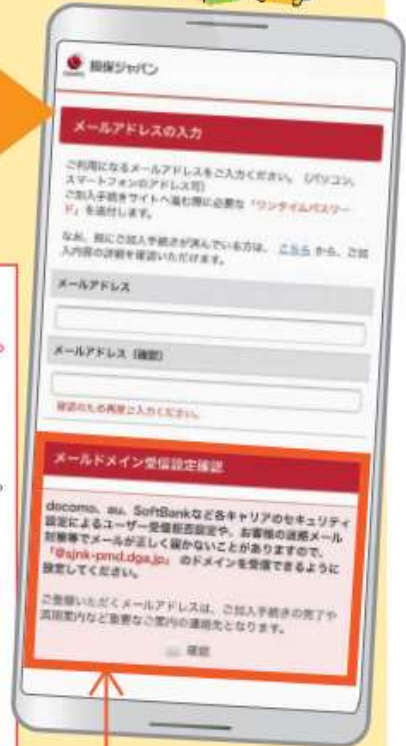 損保ジャパン
メールアドレスの入力
ご利用になるメールアドレスをご入力ください。（パソコン、
スマートフォンのアドレス可）
ご加入手続きサイトへ進む際に必要な「ワンタイムパスワー
ド」を送付します。
なお、既にご加入手続きが済んでいる方は、こちら から、ご加
入内容の詳細を確認いただけます。
メールアドレス
メールアドレス（確認）
確認のため再度ご入力ください。
メールドメイン受信設定確認
docomo、au、SoftBankなど各キャリアのセキュリティ
設定によるユーザー受信拒否設定や、お客様の迷惑メール
対策等でメールが正しく届かないことがありますので、
「@sjnk-pmd.dga.jp」のドメインを受信できるように
設定してください。
ご登録いただくメールアドレスは、ご加入手続きの完了や
満期案内など重要なご案内の連絡先となります。
確認